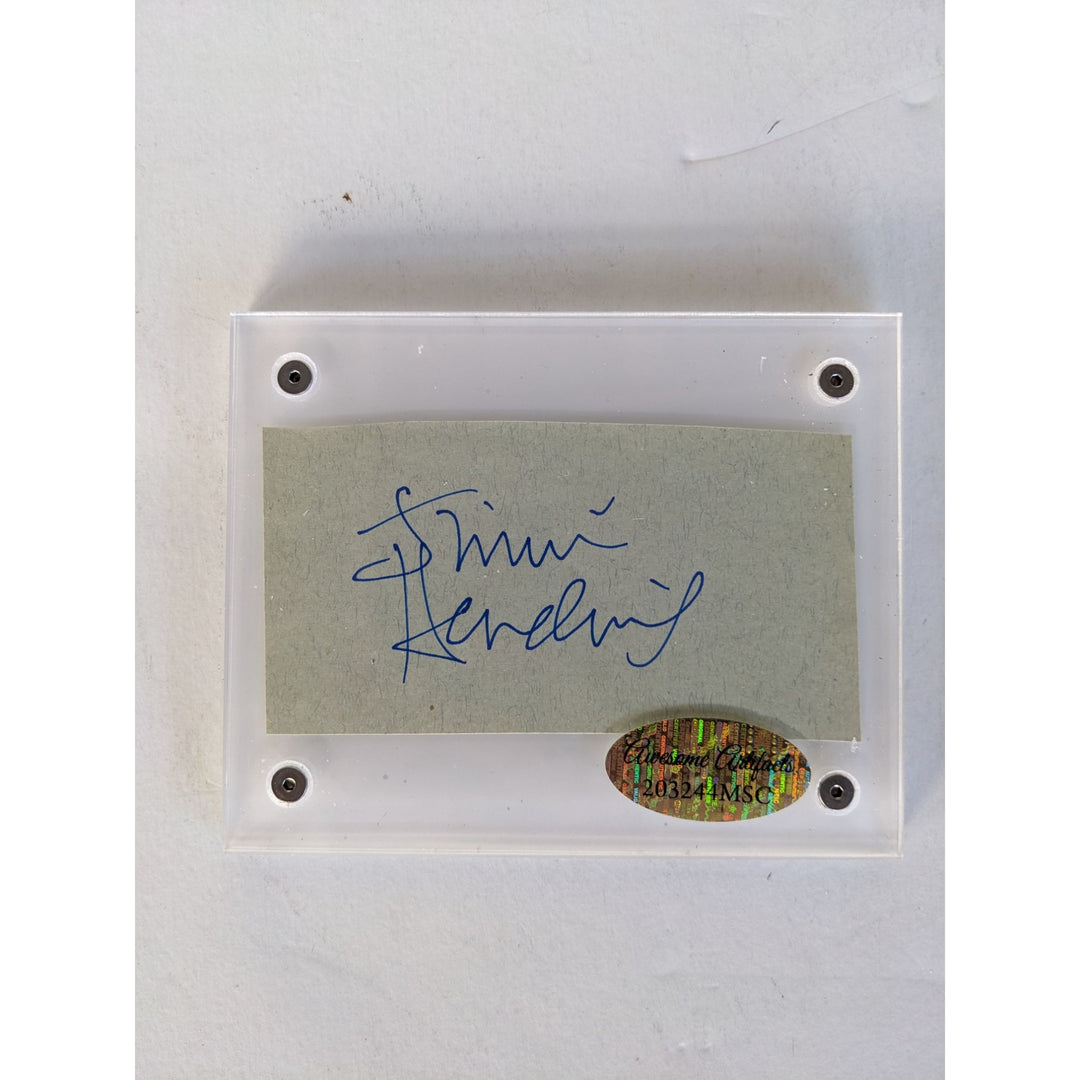 Jimi
Hendrix
Awesome Artifacts
203244MSC